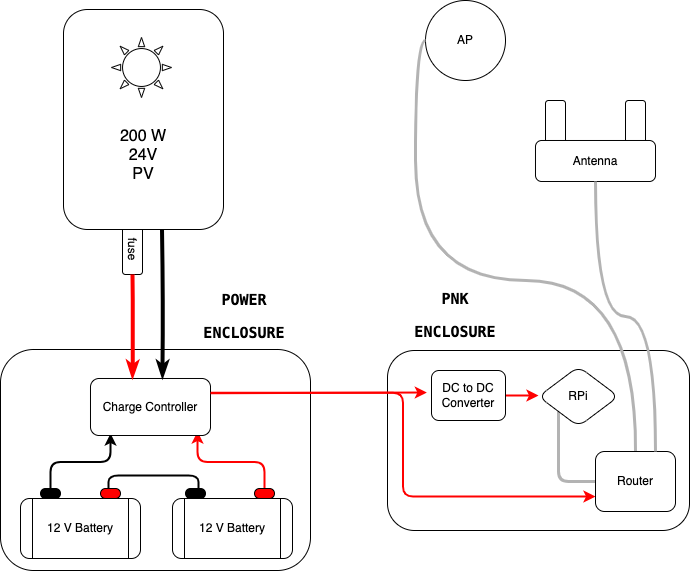 AP
200 W
24V
PV
Antenna
fuse
POWER
ENCLOSURE
PNK
ENCLOSURE
Charge Controller
DC to DC
Converter
RPi
Router
12 V Battery
12 V Battery